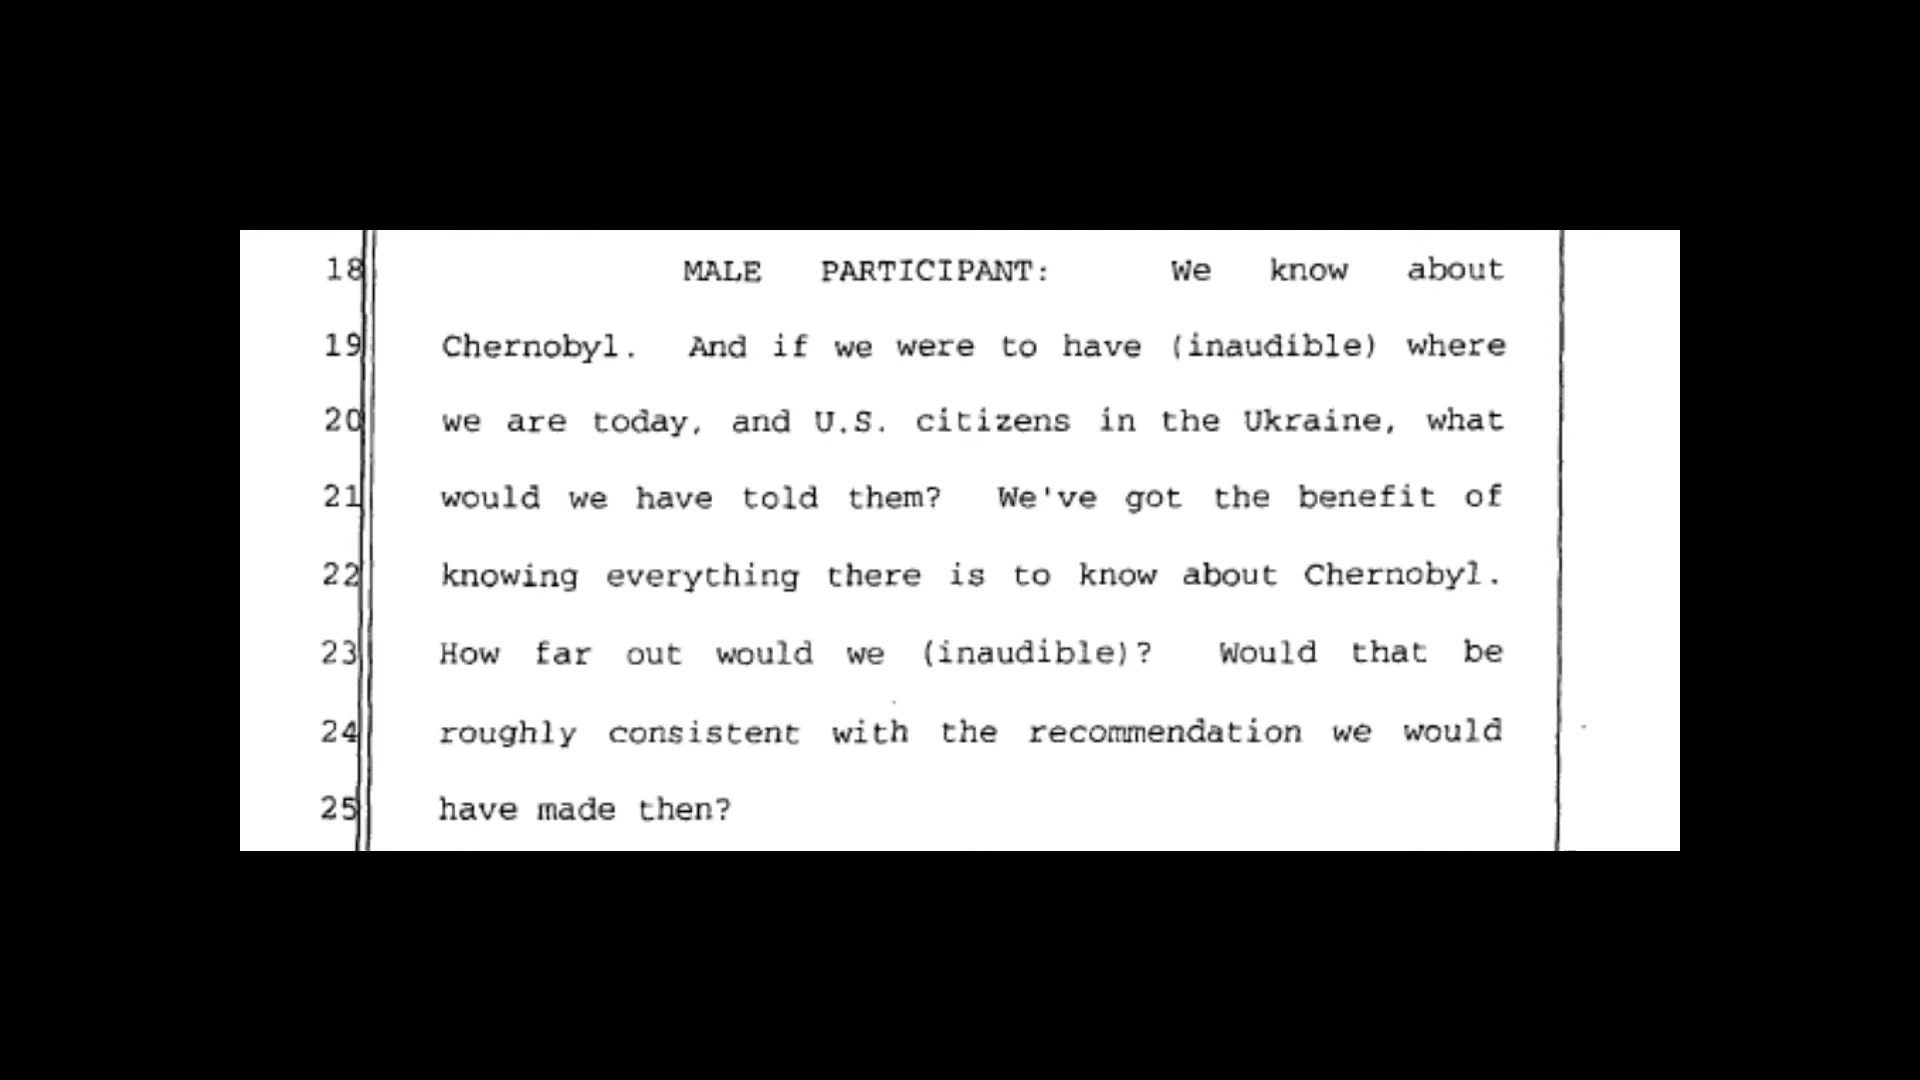 18 MALE PARTICIPANT: We know about
19 Chernobyl. And if we were to have (inaudible) where
20 we are today, and U.S. citizens in the Ukraine, what
21 would we have told them? We've got the benefit of
22 knowing everything there is to know about Chernobyl.
23 How far out would we (inaudible)? Would that be
24 roughly consistent with the recommendation we would
25 have made then?